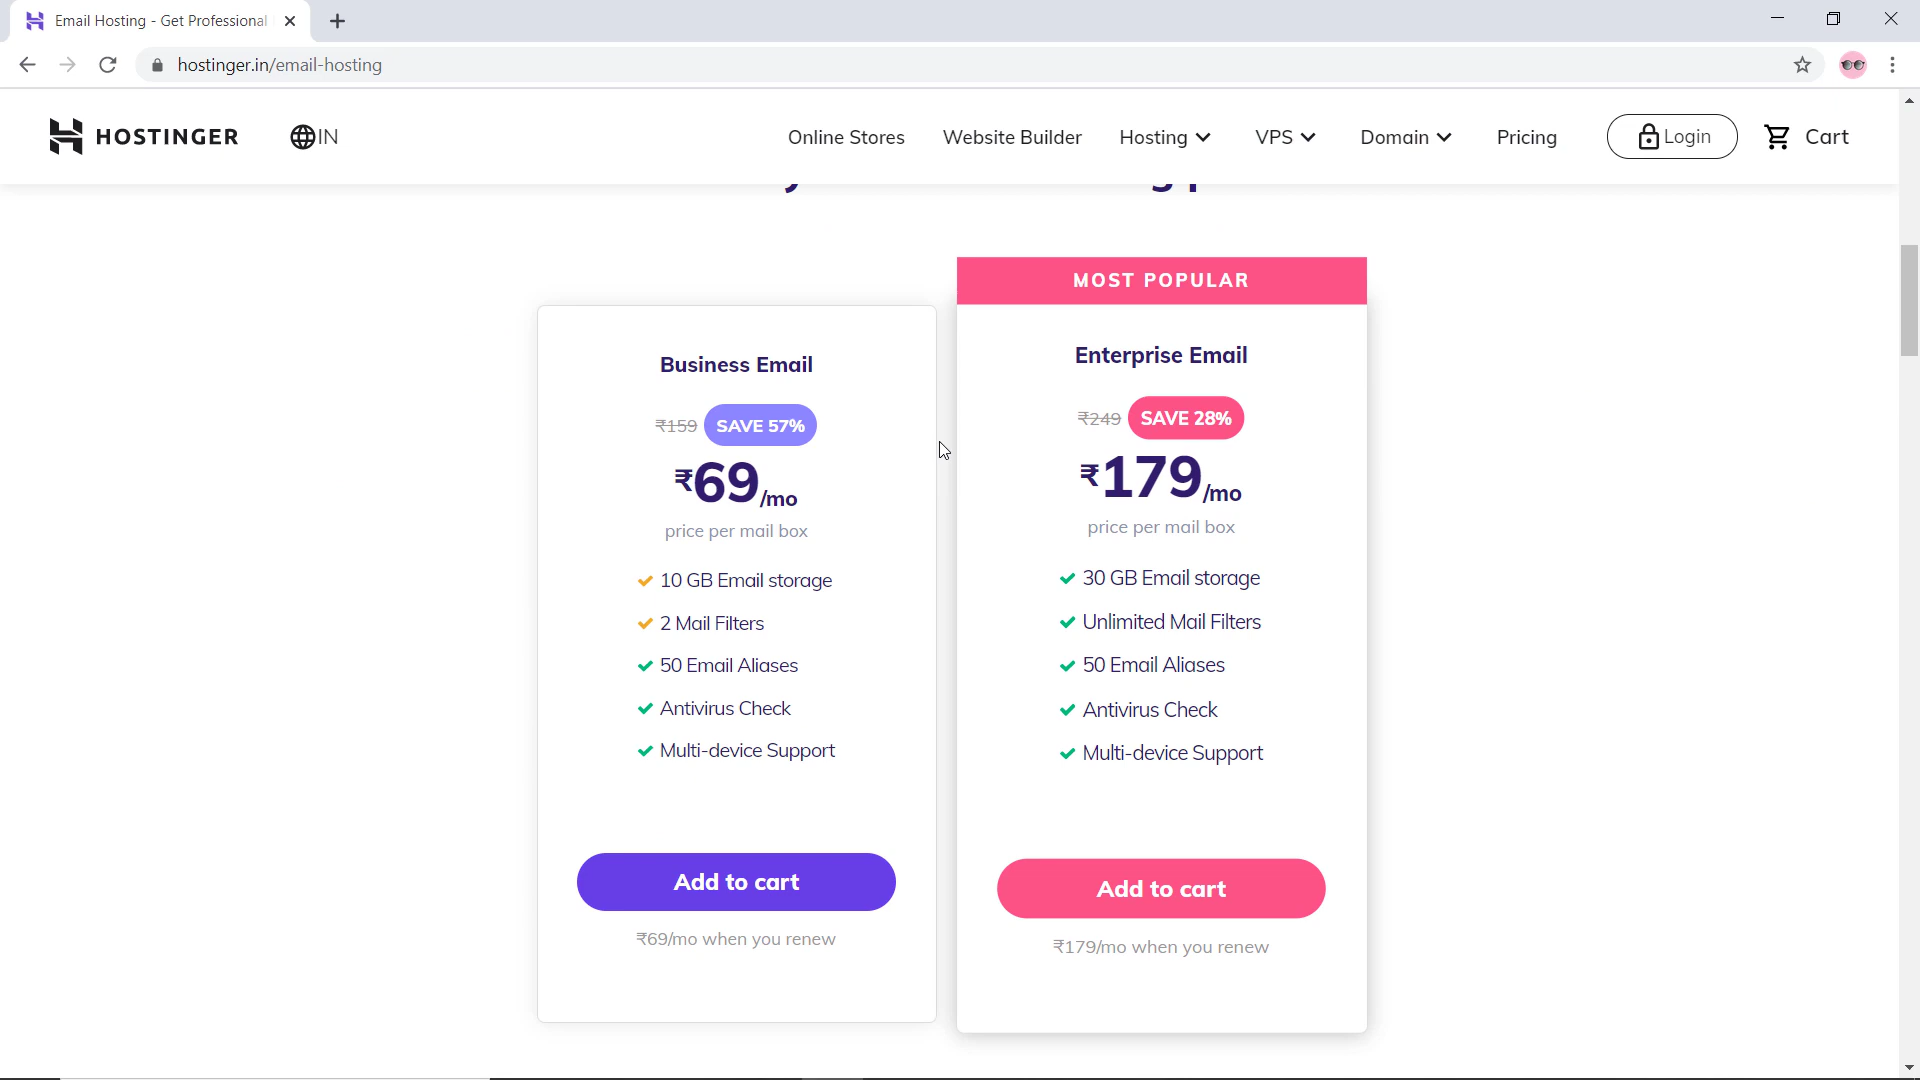 Email Hosting - Get Professional
hostinger.in/email-hosting
HOSTINGER
IN
Online Stores
Website Builder
Hosting
VPS
Domain
Pricing
Login
Cart
MOST POPULAR
Business Email
₹159 SAVE 57%
₹69/mo
price per mail box
10 GB Email storage
2 Mail Filters
50 Email Aliases
Antivirus Check
Multi-device Support
Add to cart
₹69/mo when you renew
Enterprise Email
₹249 SAVE 28%
₹179/mo
price per mail box
30 GB Email storage
Unlimited Mail Filters
50 Email Aliases
Antivirus Check
Multi-device Support
Add to cart
₹179/mo when you renew